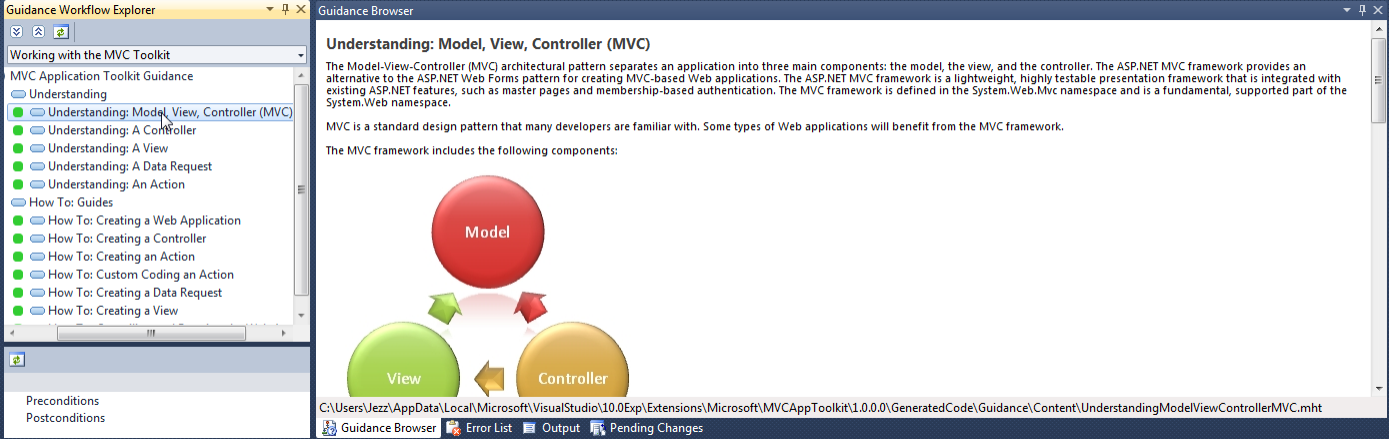 Guidance Workflow Explorer
Working with the MVC Toolkit
MVC Application Toolkit Guidance
Understanding
Understanding: Model, View, Controller (MVC)
Understanding: A Controller
Understanding: A View
Understanding: A Data Request
Understanding: An Action
How To: Guides
How To: Creating a Web Application
How To: Creating a Controller
How To: Creating an Action
How To: Custom Coding an Action
How To: Creating a Data Request
How To: Creating a View
Preconditions
Postconditions
Guidance Browser
Understanding: Model, View, Controller (MVC)
The Model-View-Controller (MVC) architectural pattern separates an application into three main components: the model, the view, and the controller. The ASP.NET MVC framework provides an
alternative to the ASP.NET Web Forms pattern for creating MVC-based Web applications. The ASP.NET MVC framework is a lightweight, highly testable presentation framework that is integrated with
existing ASP.NET features, such as master pages and membership-based authentication. The MVC framework is defined in the System.Web.Mvc namespace and is a fundamental, supported part of the
System.Web namespace.
MVC is a standard design pattern that many developers are familiar with. Some types of Web applications will benefit from the MVC framework.
The MVC framework includes the following components:
Model
View
Controller
C:\Users\Jezz\AppData\Local\Microsoft\VisualStudio\10.0Exp\Extensions\Microsoft\MVCAppToolkit\1.0.0.0\GeneratedCode\Guidance\Content\UnderstandingModelViewControllerMVC.mht
Guidance Browser
Error List
Output
Pending Changes